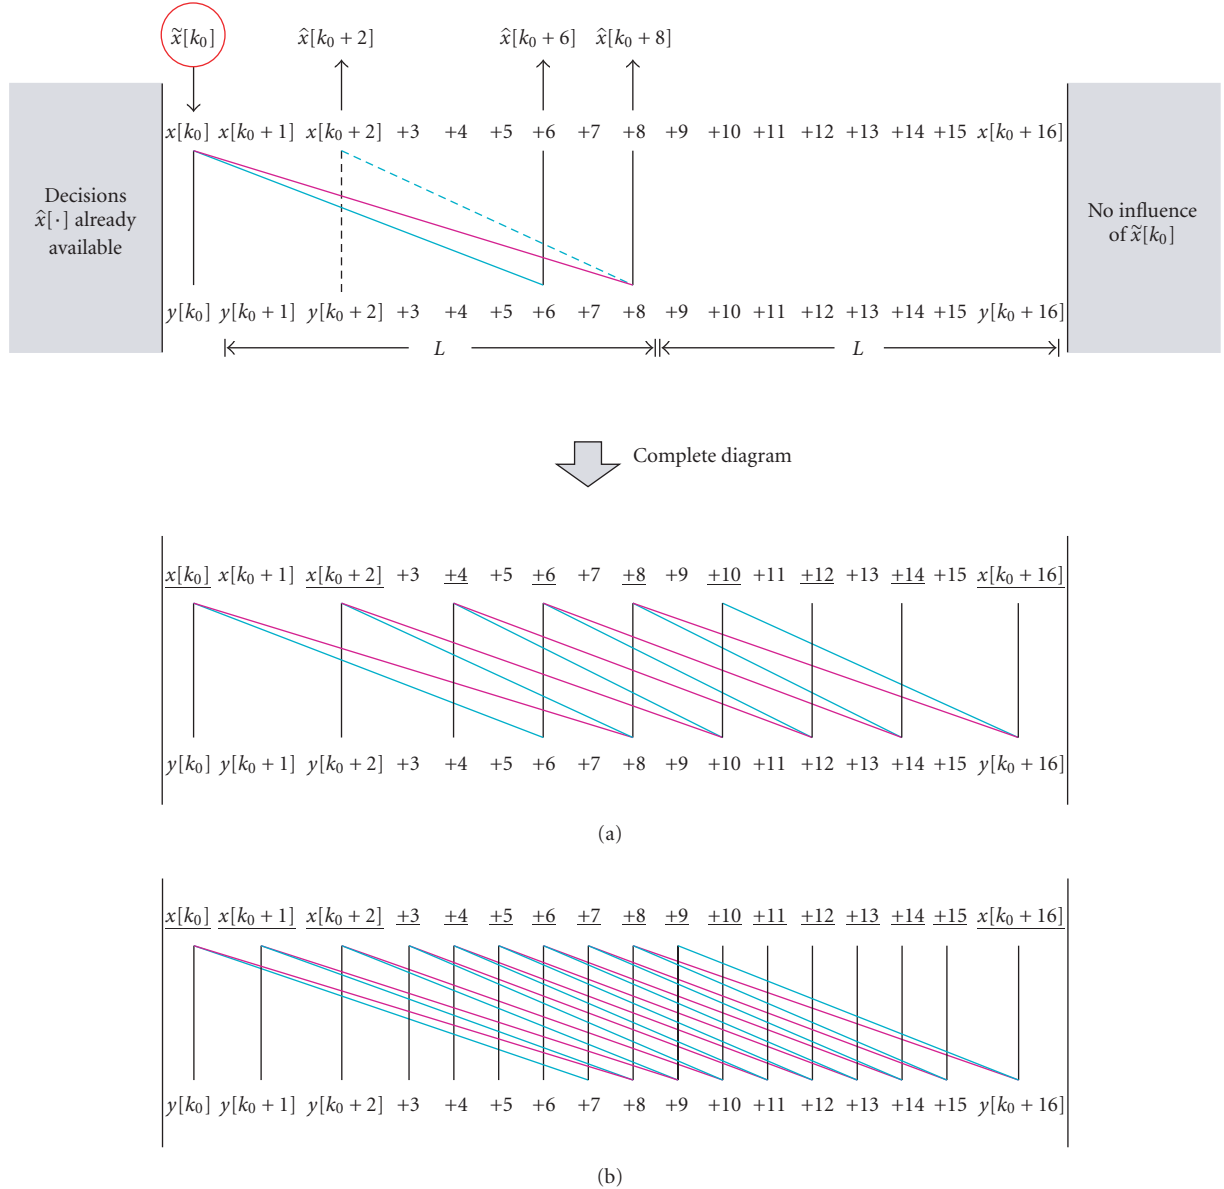 x̃[k₀] x̂[k₀ + 2] x̂[k₀ + 6] x̂[k₀ + 8]
x[k₀] x[k₀ + 1] x[k₀ + 2] +3 +4 +5 +6 +7 +8 +9 +10 +11 +12 +13 +14 +15 x[k₀ + 16]
Decisions
x̂[·] already
available
No influence
of x̃[k₀]
y[k₀] y[k₀ + 1] y[k₀ + 2] +3 +4 +5 +6 +7 +8 +9 +10 +11 +12 +13 +14 +15 y[k₀ + 16]
L L
Complete diagram
x[k₀] x[k₀ + 1] x[k₀ + 2] +3 +4 +5 +6 +7 +8 +9 +10 +11 +12 +13 +14 +15 x[k₀ + 16]
y[k₀] y[k₀ + 1] y[k₀ + 2] +3 +4 +5 +6 +7 +8 +9 +10 +11 +12 +13 +14 +15 y[k₀ + 16]
(a)
x[k₀] x[k₀ + 1] x[k₀ + 2] +3 +4 +5 +6 +7 +8 +9 +10 +11 +12 +13 +14 +15 x[k₀ + 16]
y[k₀] y[k₀ + 1] y[k₀ + 2] +3 +4 +5 +6 +7 +8 +9 +10 +11 +12 +13 +14 +15 y[k₀ + 16]
(b)